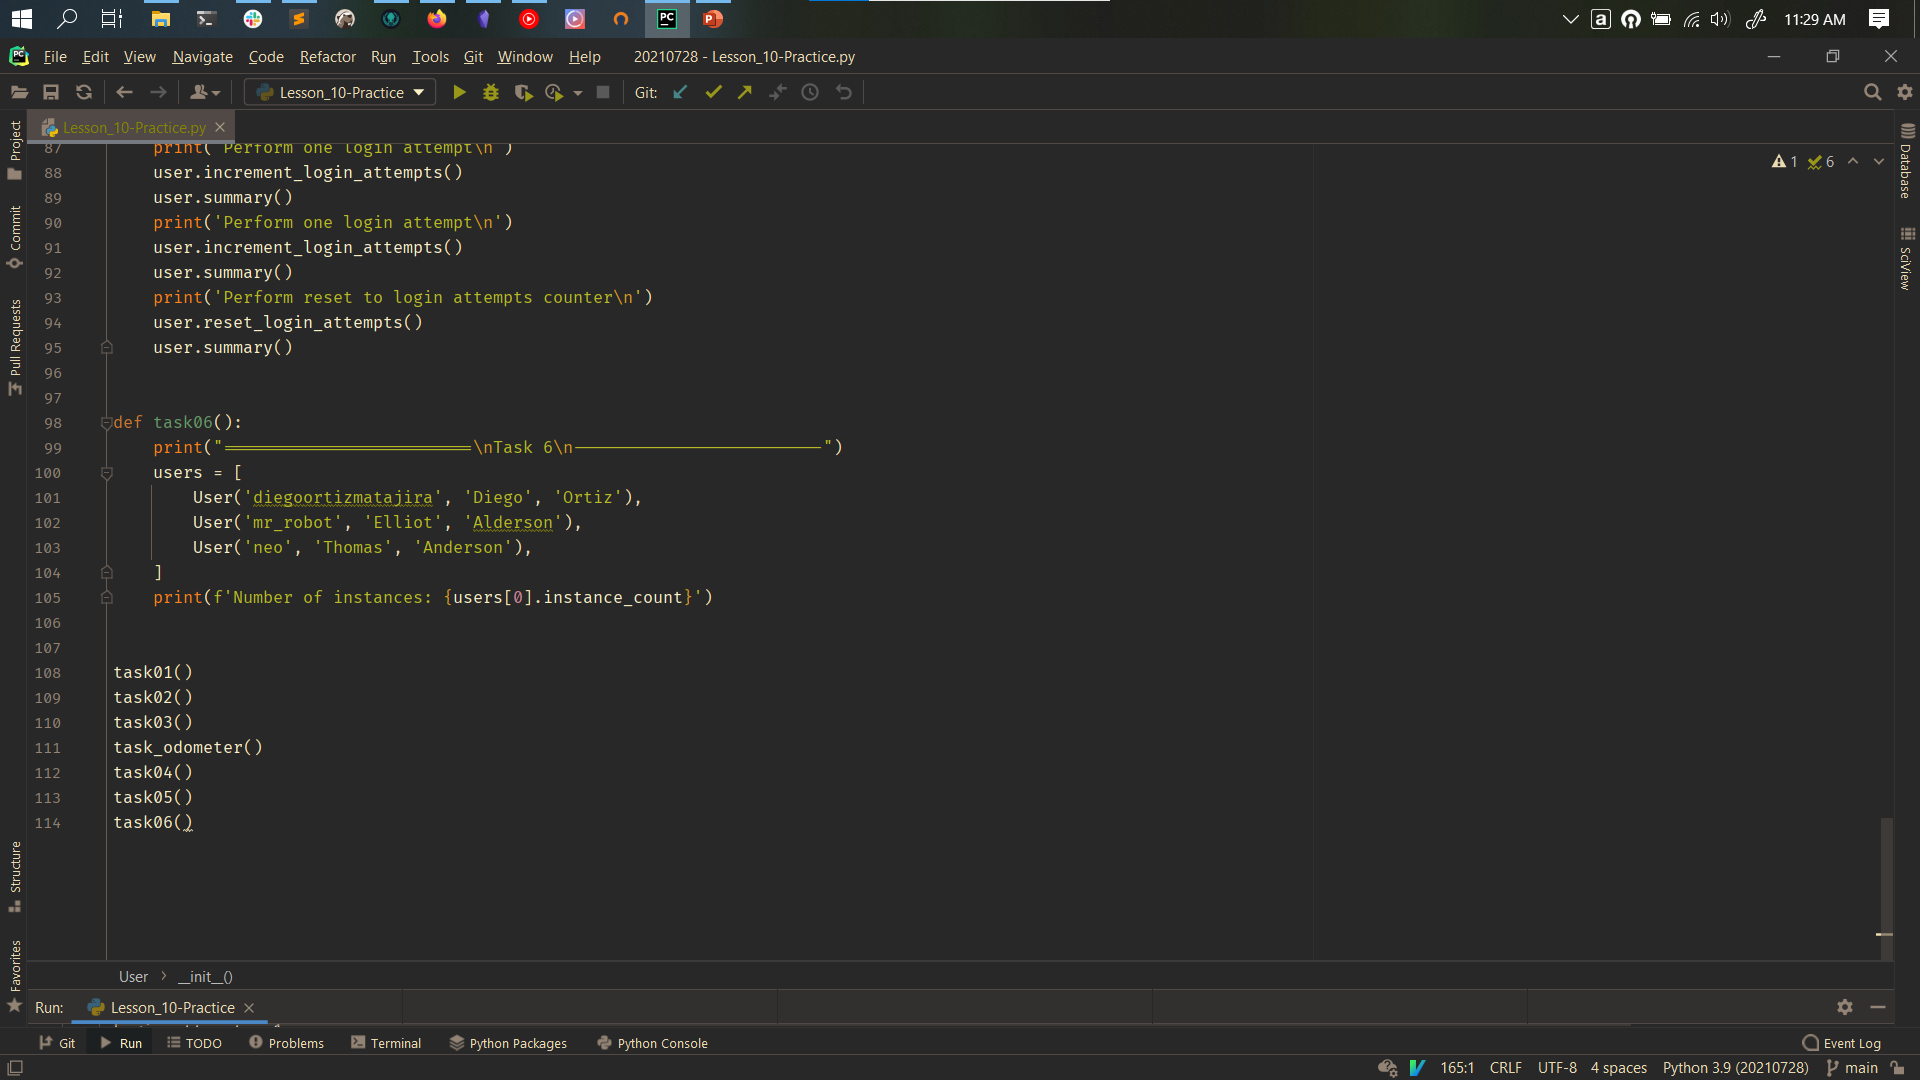 11:29 AM
File Edit View Navigate Code Refactor Run Tools Git Window Help 20210728 - Lesson_10-Practice.py
Lesson_10-Practice Git:
Lesson_10-Practice.py
1 6
Project
Commit
Pull Requests
Structure
Favorites
Database
SciView
87 print('Perform one login attempt\n')
88 user.increment_login_attempts()
89 user.summary()
90 print('Perform one login attempt\n')
91 user.increment_login_attempts()
92 user.summary()
93 print('Perform reset to login attempts counter\n')
94 user.reset_login_attempts()
95 user.summary()
96
97
98 def task06():
99 print("========================\nTask 6\n------------------------")
100 users = [
101 User('diegoortizmatajira', 'Diego', 'Ortiz'),
102 User('mr_robot', 'Elliot', 'Alderson'),
103 User('neo', 'Thomas', 'Anderson'),
104 ]
105 print(f'Number of instances: {users[0].instance_count}')
106
107
108 task01()
109 task02()
110 task03()
111 task_odometer()
112 task04()
113 task05()
114 task06()
User > __init__()
Run: Lesson_10-Practice
Git Run TODO Problems Terminal Python Packages Python Console Event Log
165:1 CRLF UTF-8 4 spaces Python 3.9 (20210728) main